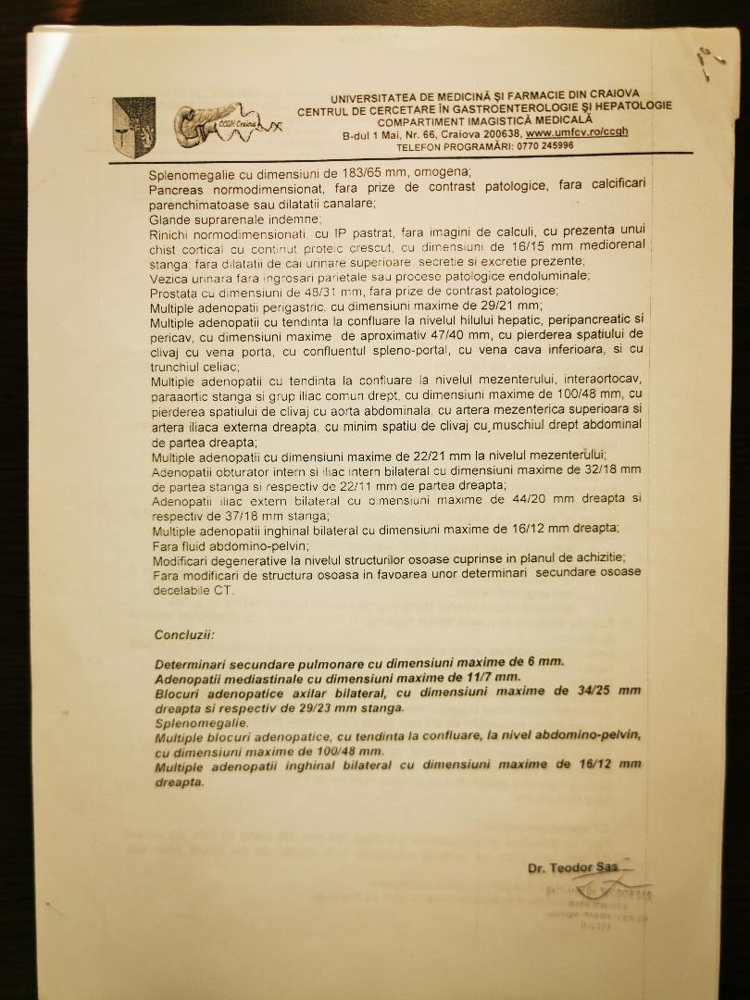 UNIVERSITATEA DE MEDICINĂ ŞI FARMACIE DIN CRAIOVA
CENTRUL DE CERCETARE ÎN GASTROENTEROLOGIE ŞI HEPATOLOGIE
COMPARTIMENT IMAGISTICĂ MEDICALĂ
B-dul 1 Mai, Nr. 66, Craiova 200638, www.umfcv.ro/ccgh
TELEFON PROGRAMĂRI: 0770 245996
CCGH Craiova
Splenomegalie cu dimensiuni de 183/65 mm, omogena;
Pancreas normodimensionat, fara prize de contrast patologice, fara calcificari
parenchimatoase sau dilatatii canalare;
Glande suprarenale indemne;
Rinichi normodimensionati, cu IP pastrat, fara imagini de calculi, cu prezenta unui
chist cortical cu continut proteic crescut, cu dimensiuni de 16/15 mm mediorenal
stanga; fara dilatatii de cai urinare superioare, secretie si excretie prezente;
Vezica urinara fara ingrosari parietale sau procese patologice endoluminale;
Prostata cu dimensiuni de 48/31 mm, fara prize de contrast patologice;
Multiple adenopatii perigastric, cu dimensiuni maxime de 29/21 mm;
Multiple adenopatii cu tendinta la confluare la nivelul hilului hepatic, peripancreatic si
pericav, cu dimensiuni maxime de aproximativ 47/40 mm, cu pierderea spatiului de
clivaj cu vena porta, cu confluentul spleno-portal, cu vena cava inferioara, si cu
trunchiul celiac;
Multiple adenopatii cu tendinta la confluare la nivelul mezenterului, interaortocav,
paraaortic stanga si grup iliac comun drept, cu dimensiuni maxime de 100/48 mm, cu
pierderea spatiului de clivaj cu aorta abdominala, cu artera mezenterica superioara si
artera iliaca externa dreapta, cu minim spatiu de clivaj cu muschiul drept abdominal
de partea dreapta;
Multiple adenopatii cu dimensiuni maxime de 22/21 mm la nivelul mezenterului;
Adenopatii obturator intern si iliac intern bilateral cu dimensiuni maxime de 32/18 mm
de partea stanga si respectiv de 22/11 mm de partea dreapta;
Adenopatii iliac extern bilateral cu dimensiuni maxime de 44/20 mm dreapta si
respectiv de 37/18 mm stanga;
Multiple adenopatii inghinal bilateral cu dimensiuni maxime de 16/12 mm dreapta;
Fara fluid abdomino-pelvin;
Modificari degenerative la nivelul structurilor osoase cuprinse in planul de achizitie;
Fara modificari de structura osoasa in favoarea unor determinari secundare osoase
decelabile CT.
Concluzii:
Determinari secundare pulmonare cu dimensiuni maxime de 6 mm.
Adenopatii mediastinale cu dimensiuni maxime de 11/7 mm.
Blocuri adenopatice axilar bilateral, cu dimensiuni maxime de 34/25 mm
dreapta si respectiv de 29/23 mm stanga.
Splenomegalie.
Multiple blocuri adenopatice, cu tendinta la confluare, la nivel abdomino-pelvin,
cu dimensiuni maxime de 100/48 mm.
Multiple adenopatii inghinal bilateral cu dimensiuni maxime de 16/12 mm
dreapta.
Dr. Teodor Sas